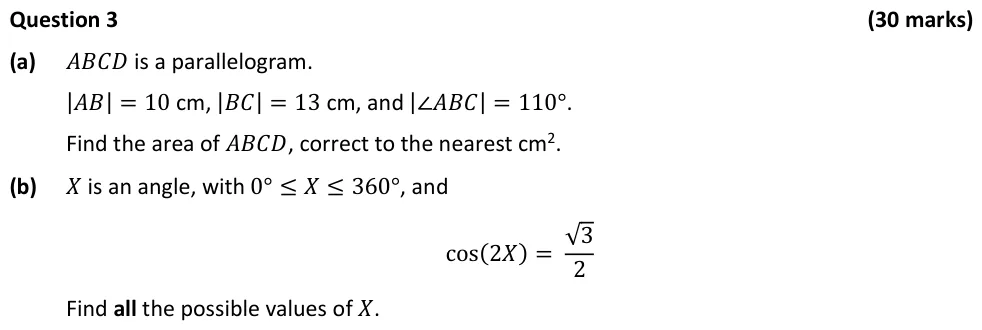 Question 3 (30 marks)
(a) ABCD is a parallelogram.
|AB| = 10 cm, |BC| = 13 cm, and |∠ABC| = 110°.
Find the area of ABCD, correct to the nearest cm².
(b) X is an angle, with 0° ≤ X ≤ 360°, and
cos(2X) = √3/2
Find all the possible values of X.